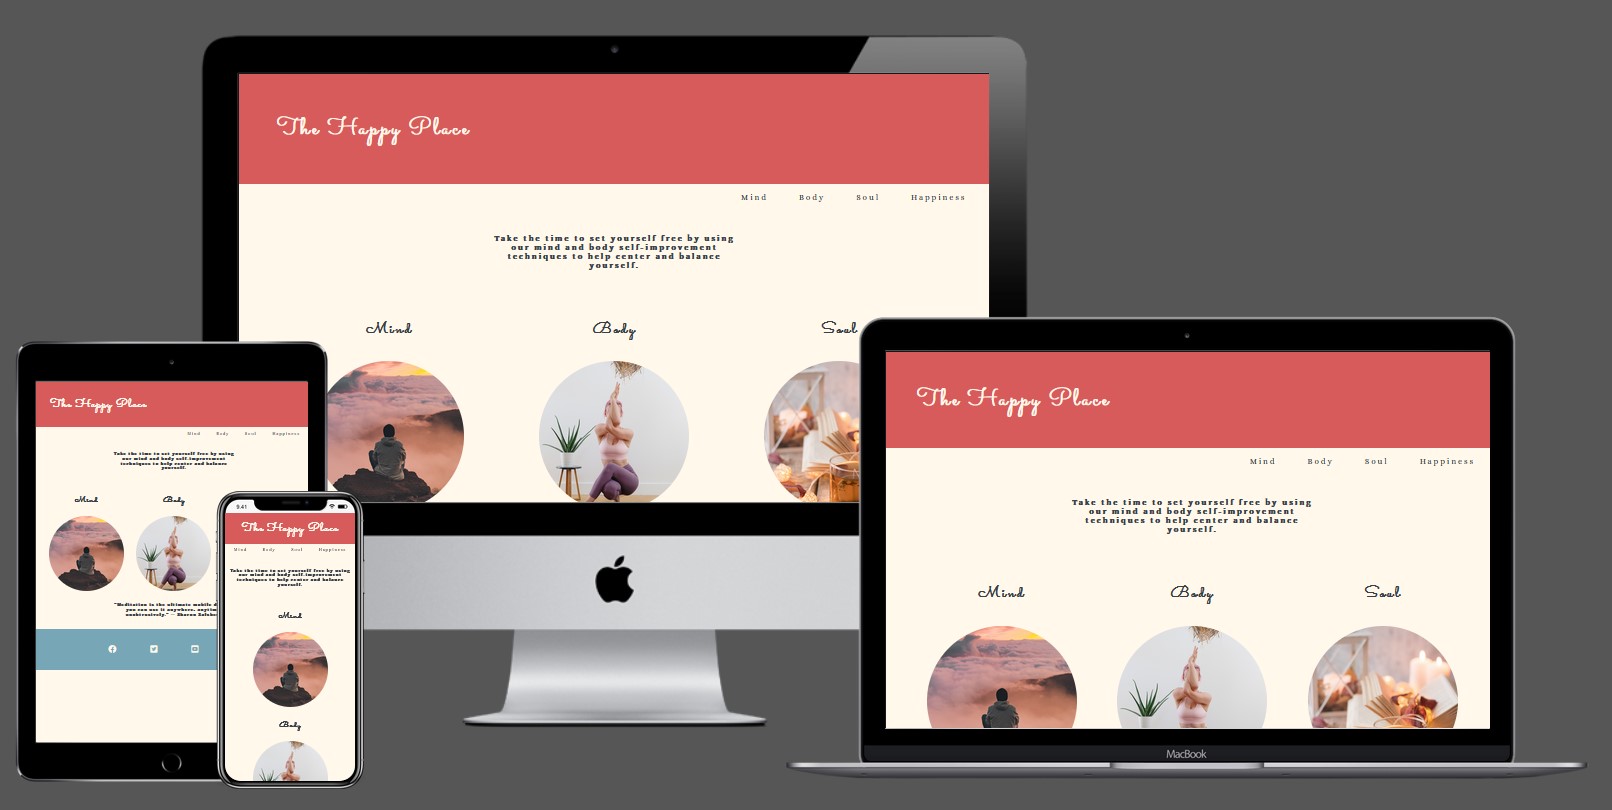 The Happy Place
Mind Body Soul Happiness
Take the time to set yourself free by using
our mind and body self-improvement
techniques to help center and balance
yourself.
Mind Body Soul
The Happy Place
Mind Body Soul Happiness
Take the time to set yourself free by using
our mind and body self-improvement
techniques to help center and balance
yourself.
Mind Body Soul
MacBook
The Happy Place
Mind Body Soul Happiness
Take the time to set yourself free by using
our mind and body self-improvement
techniques to help center and balance
yourself.
Mind Body
"Meditation is the ultimate mobile
you can use it anywhere,
unobtrusively." — Sharon
9:41
The Happy Place
Mind Body Soul Happiness
Take the time to set yourself free by using
our mind and body self-improvement
techniques to help center and balance
yourself.
Mind
Body